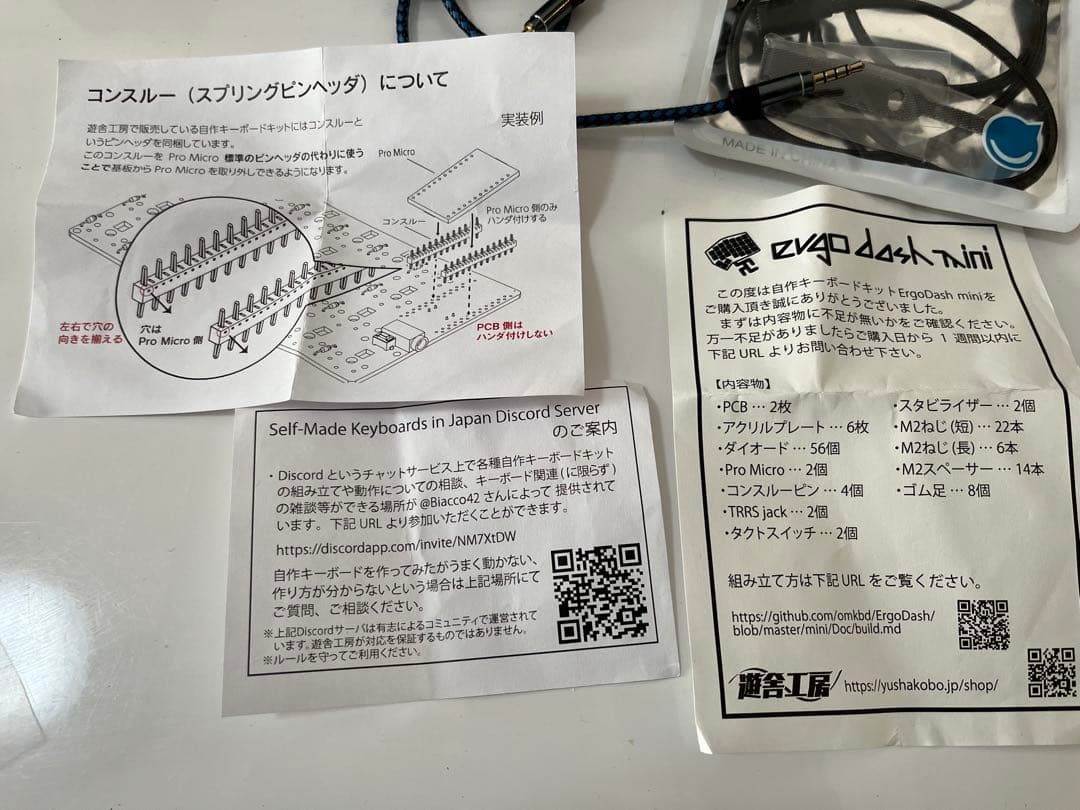 コンスルー（スプリングピンヘッダ）について
遊舎工房で販売している自作キーボードキットにはコンスルーと
いうピンヘッダを同梱しています。
このコンスルーを Pro Micro 標準のピンヘッダの代わりに使う
ことで基板から Pro Micro を取り外しできるようになります。
実装例
Pro Micro
コンスルー
Pro Micro 側のみ
ハンダ付けする
左右で穴の
向きを揃える
穴は
Pro Micro 側
PCB 側は
ハンダ付けしない
Self-Made Keyboards in Japan Discord Server
のご案内
・Discord というチャットサービス上で各種自作キーボードキット
の組み立てや動作についての相談、キーボード関連(に限らず)
の雑談等ができる場所が @Biacco42 さんによって 提供されて
います。下記 URL より参加いただくことができます。
https://discordapp.com/invite/NM7XtDW
自作キーボードを作ってみたがうまく動かない、
作り方が分からないという場合は上記場所にて
ご質問、ご相談ください。
※上記Discordサーバは有志によるコミュニティで運営されて
います。遊舎工房が対応を保証するものではありません。
※ルールを守ってご利用ください。
MADE IN
ergo dash mini
この度は自作キーボードキットErgoDash miniを
ご購入頂き誠にありがとうございました。
まずは内容物に不足が無いかをご確認ください。
万一不足がありましたらご購入日から 1 週間以内に
下記 URL よりお問い合わせ下さい。
【内容物】
・PCB … 2枚
・アクリルプレート … 6枚
・ダイオード … 56個
・Pro Micro … 2個
・コンスルーピン … 4個
・TRRS jack … 2個
・タクトスイッチ … 2個
・スタビライザー … 2個
・M2ねじ（短）… 22本
・M2ねじ（長）… 6本
・M2スペーサー … 14本
・ゴム足 … 8個
組み立て方は下記 URL をご覧ください。
https://github.com/omkbd/ErgoDash/
blob/master/mini/Doc/build.md
遊舎工房 https://yushakobo.jp/shop/